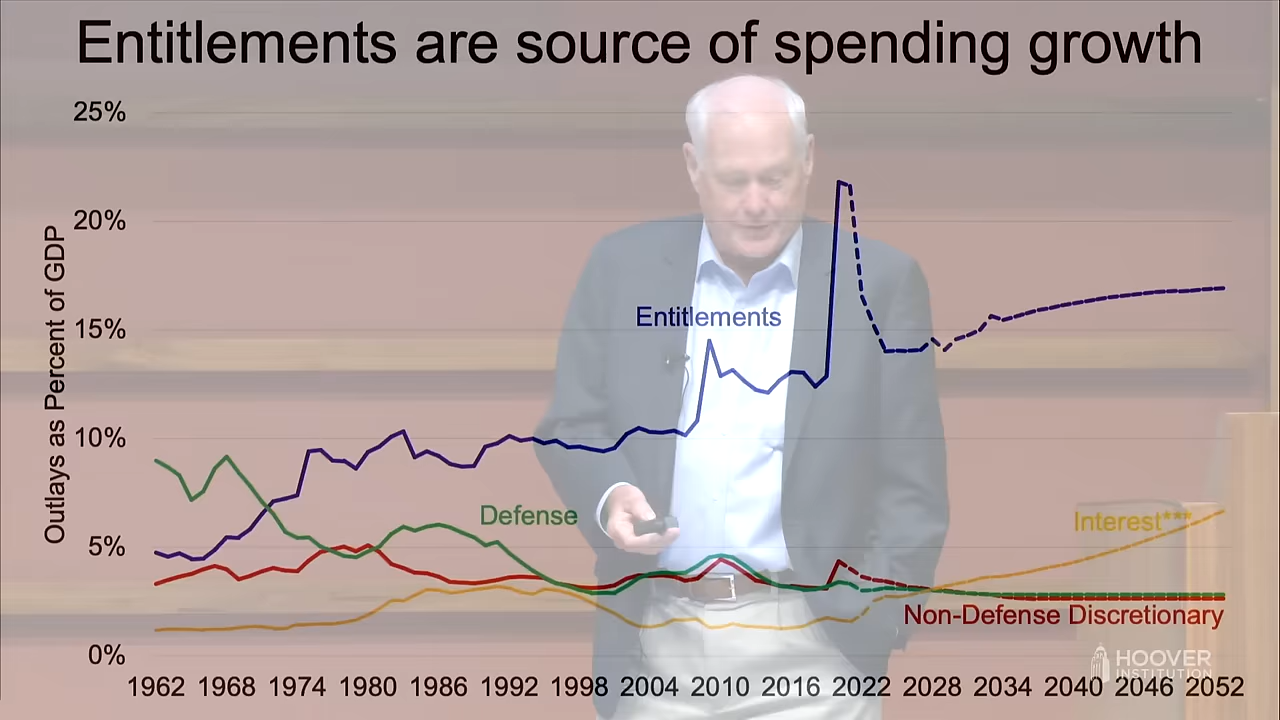 Entitlements are source of spending growth
25%
20%
15%
10%
5%
0%
Outlays as Percent of GDP
Entitlements
Defense
Interest***
Non-Defense Discretionary
1962 1968 1974 1980 1986 1992 1998 2004 2010 2016 2022 2028 2034 2040 2046 2052
HOOVER
INSTITUTION